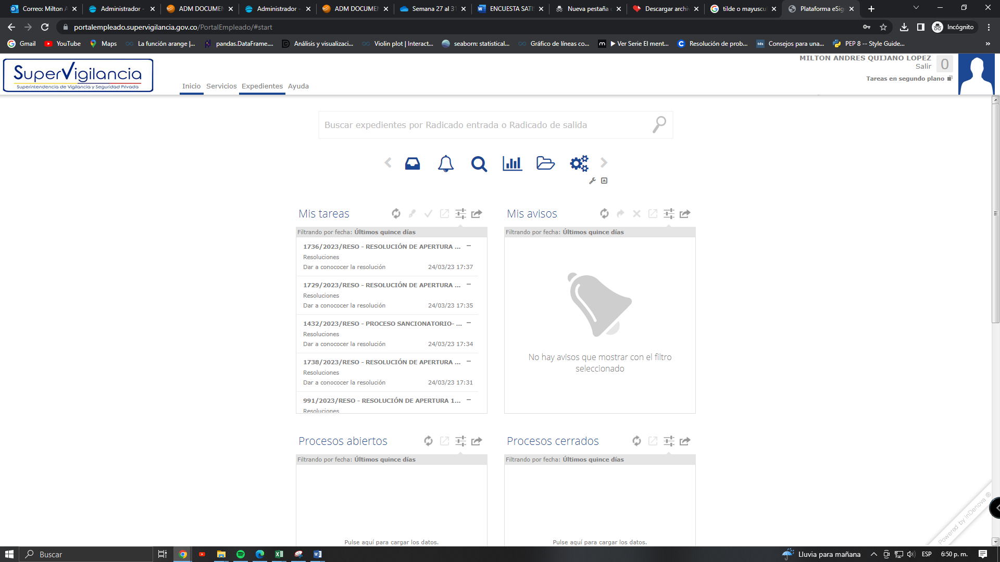 Correo: Milton A
Administrador -
ADM DOCUMEN
Administrador -
ADM DOCUMEN
Semana 27 al 31
ENCUESTA SATI
Nueva pestaña
Descargar archi
tilde o mayuscu
Plataforma eSig
portalempleado.supervigilancia.gov.co/PortalEmpleado/#start
Incógnito
Gmail
YouTube
Maps
La función arange |...
pandas.DataFrame....
Análisis y visualizaci...
Violin plot | Interact...
seaborn: statistical...
Gráfico de líneas co...
▶ Ver Serie El ment...
Resolución de prob...
Consejos para una...
PEP 8 -- Style Guide...
»
SuperVigilancia
Superintendencia de Vigilancia y Seguridad Privada
Inicio
Servicios
Expedientes
Ayuda
MILTON ANDRES QUIJANO LOPEZ
Salir
0
Tareas en segundo plano
Buscar expedientes por Radicado entrada o Radicado de salida
Mis tareas
Filtrando por fecha: Últimos quince días
1736/2023/RESO - RESOLUCIÓN DE APERTURA ...
Resoluciones
Dar a conococer la resolución 24/03/23 17:37
1729/2023/RESO - RESOLUCIÓN DE APERTURA ...
Resoluciones
Dar a conococer la resolución 24/03/23 17:35
1432/2023/RESO - PROCESO SANCIONATORIO- ...
Resoluciones
Dar a conococer la resolución 24/03/23 17:34
1738/2023/RESO - RESOLUCIÓN DE APERTURA ...
Resoluciones
Dar a conococer la resolución 24/03/23 17:31
991/2023/RESO - RESOLUCIÓN DE APERTURA 1...
Resoluciones
Mis avisos
Filtrando por fecha: Últimos quince días
No hay avisos que mostrar con el filtro
seleccionado
Procesos abiertos
Filtrando por fecha: Últimos quince días
Pulse aquí para cargar los datos.
Procesos cerrados
Filtrando por fecha: Últimos quince días
Pulse aquí para cargar los datos.
Powered by inDenova ®
Buscar
Lluvia para mañana
ESP
6:50 p. m.